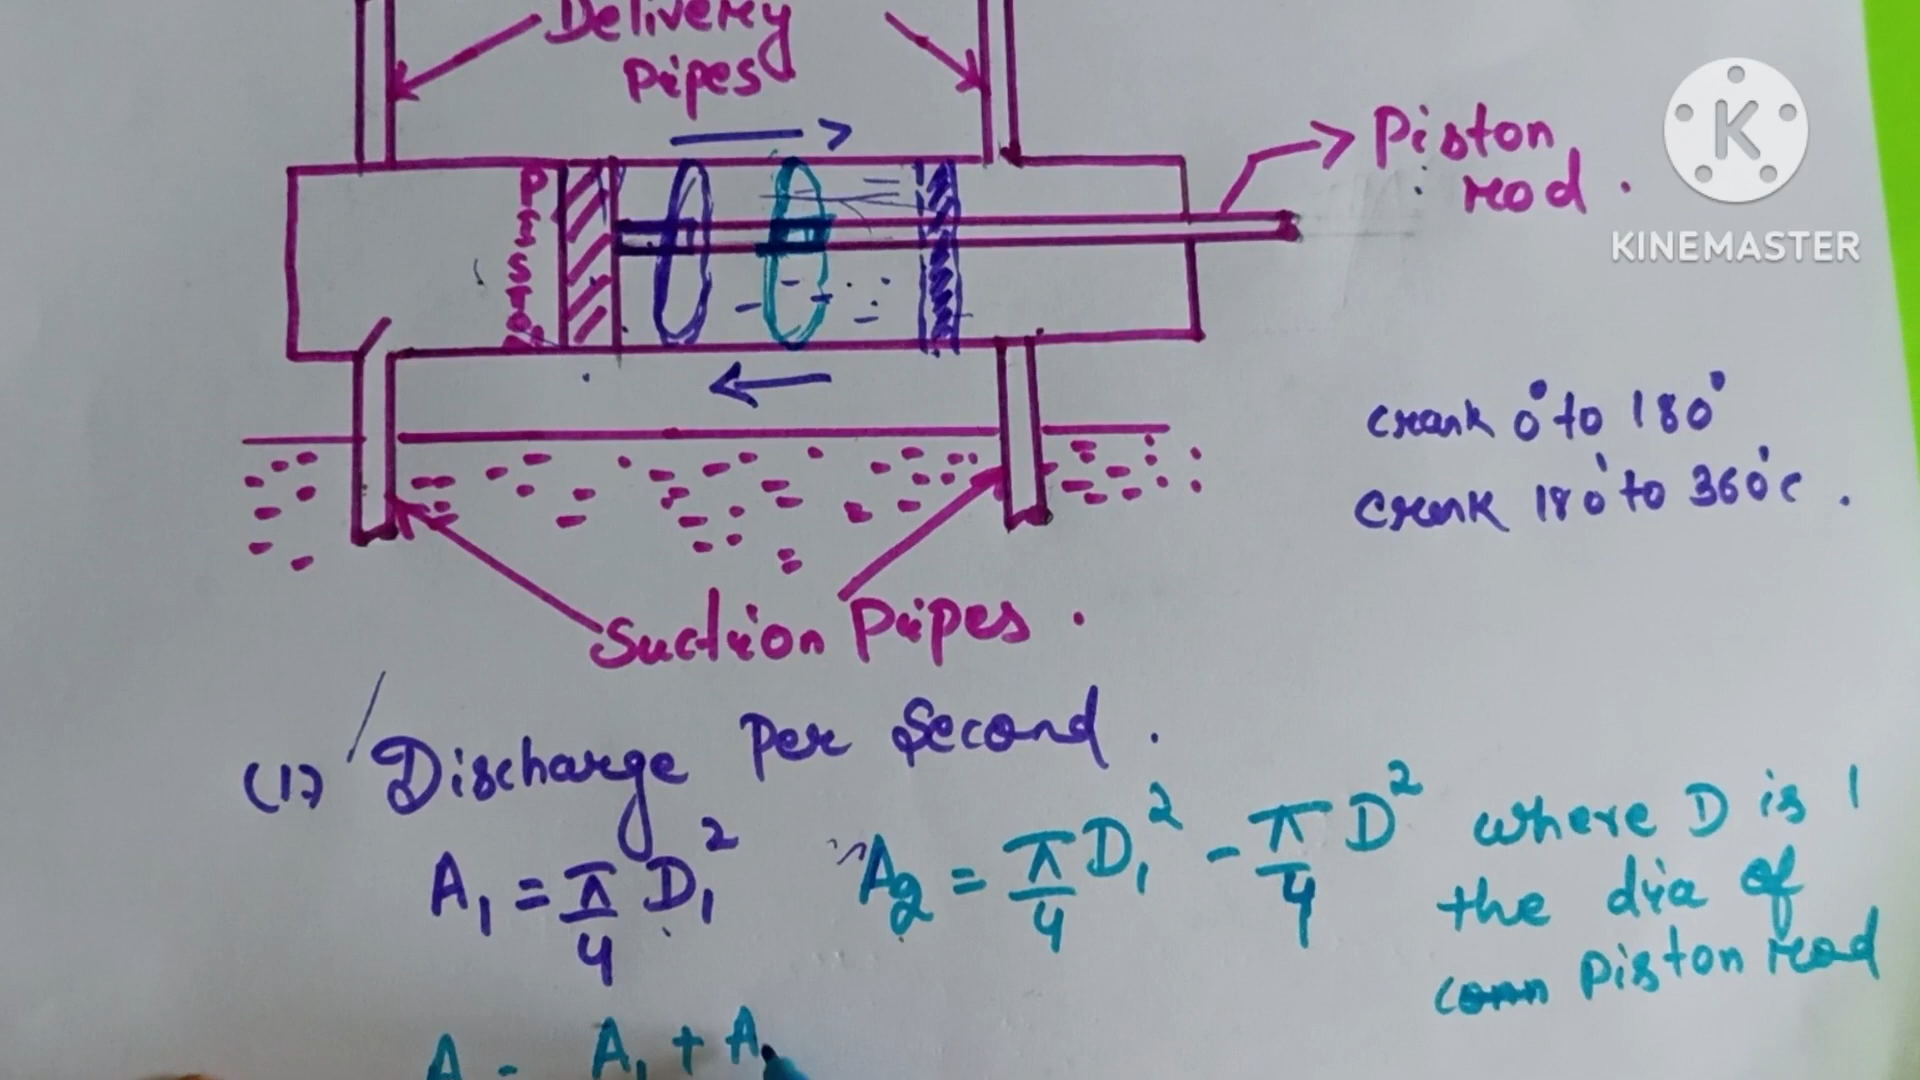 Delivery
Pipes
Piston
rod.
K
KINEMASTER
Piston
crank 0° to 180°
crank 180° to 360°c.
Suction Pipes.
(1) Discharge Per Second.
A₁ = π/4 D₁² A₂ = π/4 D₁² - π/4 D² where D is
the dia of
Piston rod
A = A₁ + A